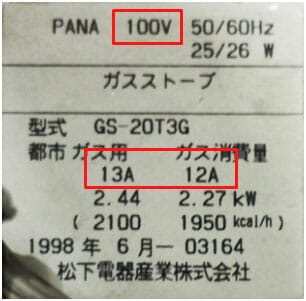 PANA 100V 50/60Hz
25/26 W
ガスストーブ
型式 GS-20T3G
都市ガス用 ガス消費量
13A 12A
2.44 2.27 kW
( 2100 1950 kcal/h )
1998 年 6 月— 03164
松下電器産業株式会社